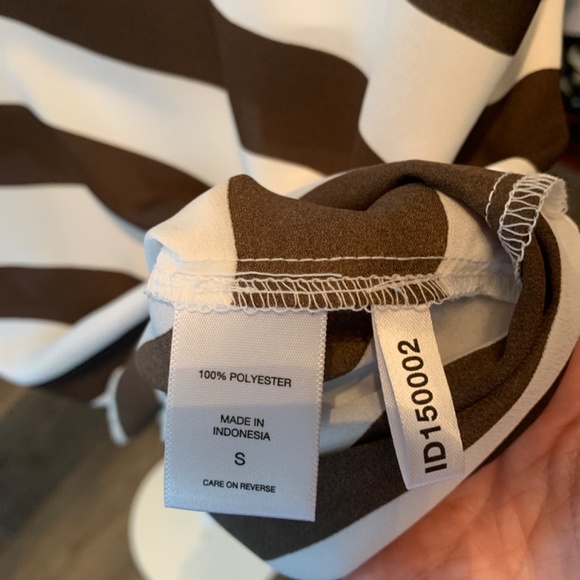 100% POLYESTER
MADE IN
INDONESIA
S
CARE ON REVERSE
ID150002